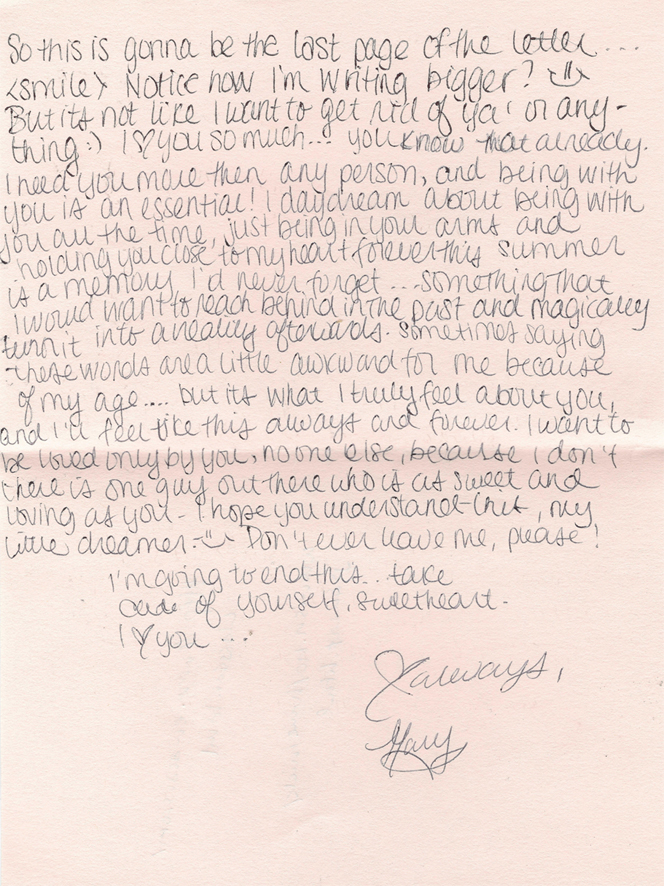 So this is gonna be the last page of the letter...
<smile> Notice how I'm writing bigger?
But its not like I want to get rid of ya' or any-
thing :) I ♡ you so much... you know that already.
I need you more then any person, and being with
you is an essential! I daydream about being with
you all the time, just being in your arms and
holding you close to my heart forever this summer
is a memory I'd never forget ... something that
I would want to reach behind in the past and magically
turn it into a reality afterwards. Sometimes saying
these words are a little awkward for me because
of my age.... but its what I truly feel about you,
and I'll feel like this always and forever. I want to
be loved only by you, no one else, because I don't
there is one guy out there who is as sweet and
loving as you - I hope you understand this, my
little dreamer. Don't ever leave me, please!
I'm going to end this.. take
care of yourself, sweetheart.
I ♡ you ...
always,
Mary